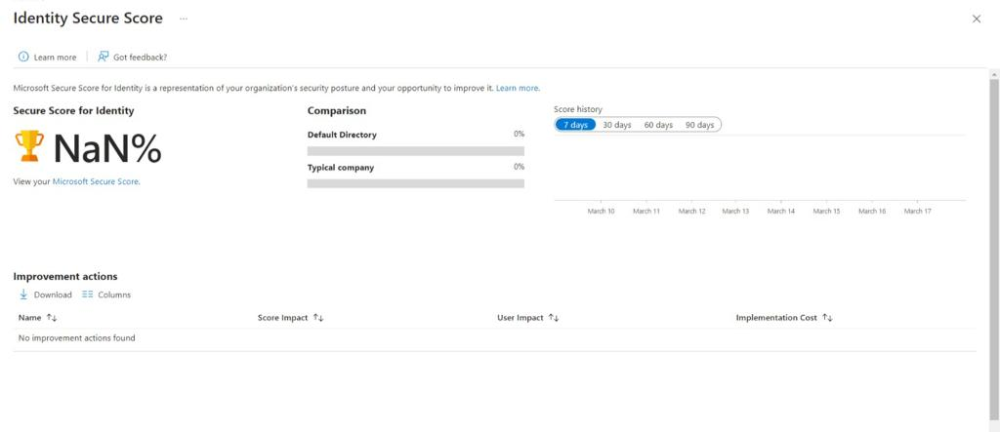 Identity Secure Score ...
Learn more
Got feedback?
Microsoft Secure Score for Identity is a representation of your organization's security posture and your opportunity to improve it. Learn more.
Secure Score for Identity
NaN%
View your Microsoft Secure Score.
Comparison
Default Directory 0%
Typical company 0%
Score history
7 days 30 days 60 days 90 days
March 10 March 11 March 12 March 13 March 14 March 15 March 16 March 17
Improvement actions
Download Columns
Name ↑↓ Score Impact ↑↓ User Impact ↑↓ Implementation Cost ↑↓
No improvement actions found